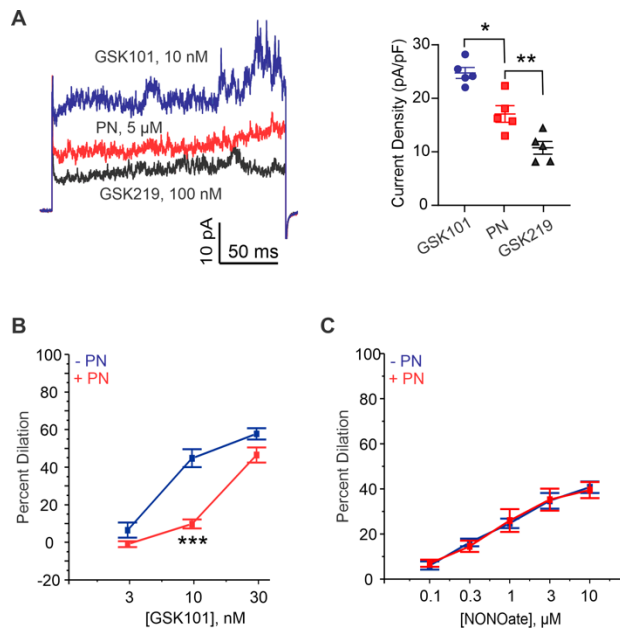 A
GSK101, 10 nM
PN, 5 µM
GSK219, 100 nM
10 pA
50 ms
Current Density (pA/pF)
30
20
10
0
*
**
GSK101
PN
GSK219
B
- PN
+ PN
Percent Dilation
100
80
60
40
20
0
-20
***
3
10
30
[GSK101], nM
C
- PN
+ PN
Percent Dilation
100
80
60
40
20
0
0.1
0.3
1
3
10
[NONOate], µM